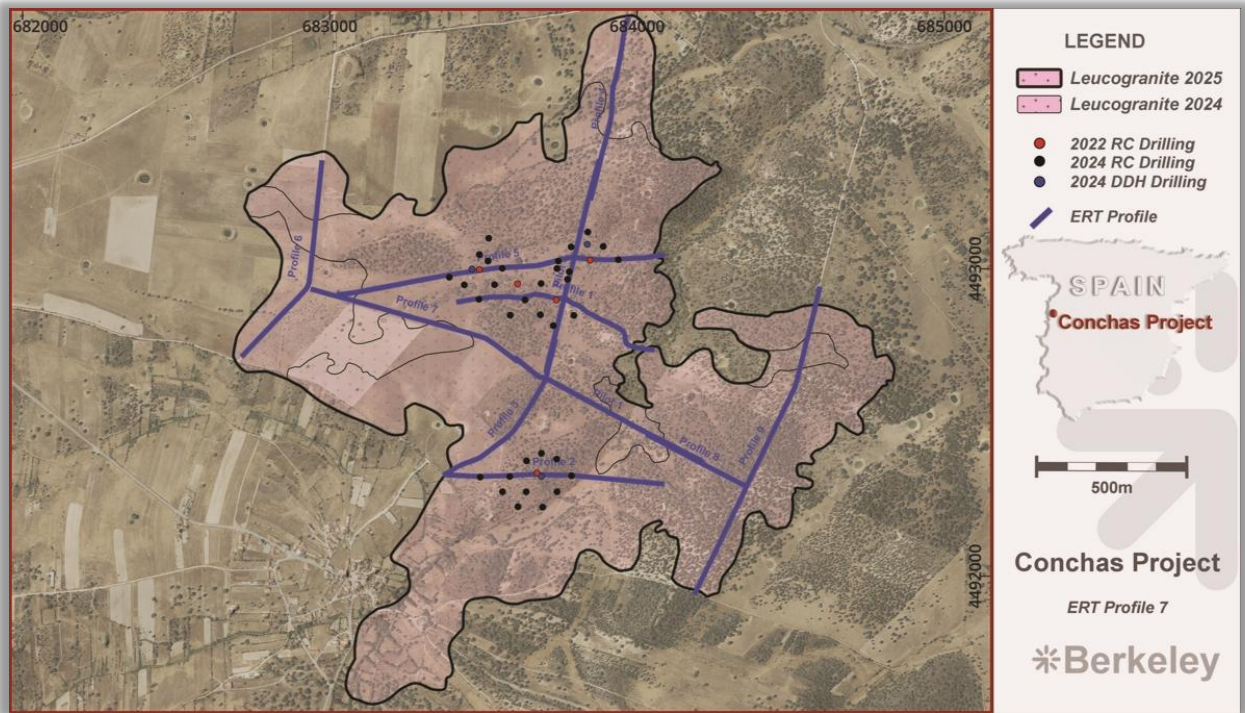 682000
683000
684000
685000
4493000
4492000
Profile 6
Profile 5
Profile 1
Profile 7
Profile 3
Profile 8
Profile 9
Profile 2
LEGEND
Leucogranite 2025
Leucogranite 2024
2022 RC Drilling
2024 RC Drilling
2024 DDH Drilling
ERT Profile
SPAIN
Conchas Project
500m
Conchas Project
ERT Profile 7
Berkeley